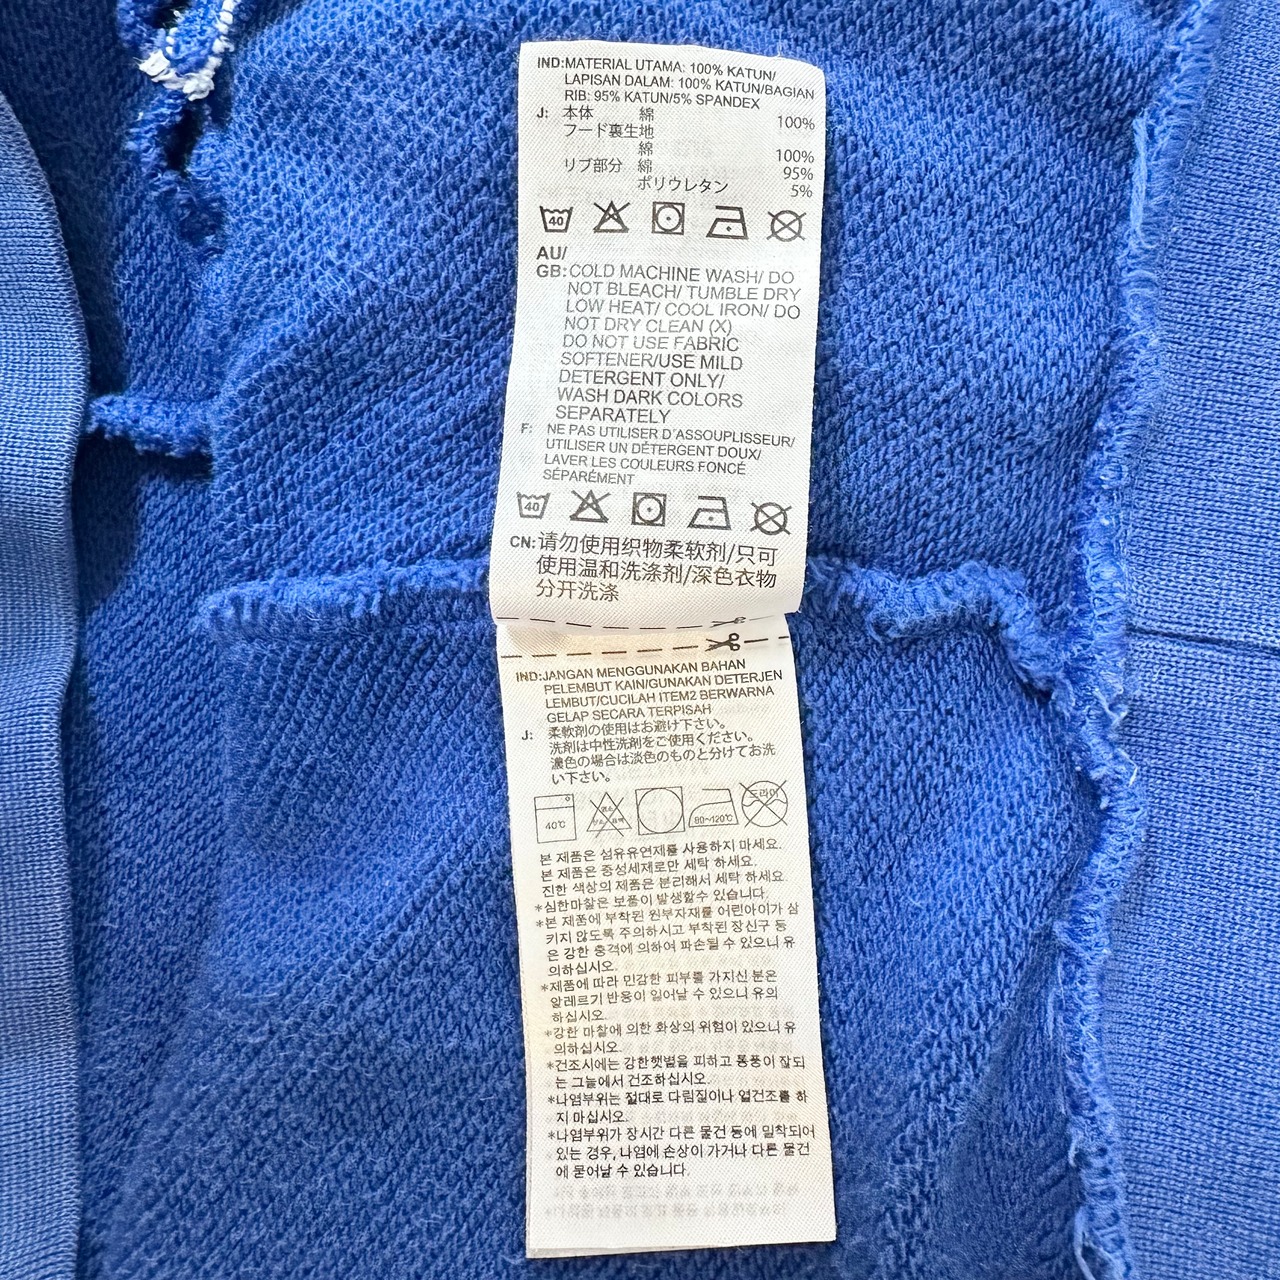 IND:MATERIAL UTAMA: 100% KATUN/
LAPISAN DALAM: 100% KATUN/BAGIAN
RIB: 95% KATUN/5% SPANDEX
J: 本体 綿 100%
フード裏生地
綿 100%
リブ部分 綿 95%
ポリウレタン 5%
40
AU/
GB:COLD MACHINE WASH/ DO
NOT BLEACH/ TUMBLE DRY
LOW HEAT/ COOL IRON/ DO
NOT DRY CLEAN (X)
DO NOT USE FABRIC
SOFTENER/USE MILD
DETERGENT ONLY/
WASH DARK COLORS
SEPARATELY
F: NE PAS UTILISER D'ASSOUPLISSEUR/
UTILISER UN DÉTERGENT DOUX/
LAVER LES COULEURS FONCÉ
SÉPARÉMENT
40
CN:请勿使用织物柔软剂/只可
使用温和洗涤剂/深色衣物
分开洗涤
IND:JANGAN MENGGUNAKAN BAHAN
PELEMBUT KAIN/GUNAKAN DETERJEN
LEMBUT/CUCILAH ITEM2 BERWARNA
GELAP SECARA TERPISAH
J: 柔軟剤の使用はお避け下さい。
洗剤は中性洗剤をご使用ください。
濃色の場合は淡色のものと分けてお洗
い下さい。
40℃ 80~120℃ 드라이
본 제품은 섬유유연제를 사용하지 마세요.
본 제품은 중성세제로만 세탁 하세요.
진한 색상의 제품은 분리해서 세탁 하세요.
*심한마찰은 보풀이 발생할수 있습니다.
*본 제품에 부착된 원부자재를 어린아이가 삼
키지 않도록 주의하시고 부착된 장신구 등
은 강한 충격에 의하여 파손될 수 있으니 유
의하십시오.
*제품에 따라 민감한 피부를 가지신 분은
알레르기 반응이 일어날 수 있으니 유의
하십시오.
*강한 마찰에 의한 화상의 위험이 있으니 유
의하십시오.
*건조시에는 강한햇볕을 피하고 통풍이 잘되
는 그늘에서 건조하십시오.
*나염부위는 절대로 다림질이나 열건조를 하
지 마십시오.
*나염부위가 장시간 다른 물건 등에 밀착되어
있는 경우, 나염에 손상이 가거나 다른 물건
에 묻어날 수 있습니다.